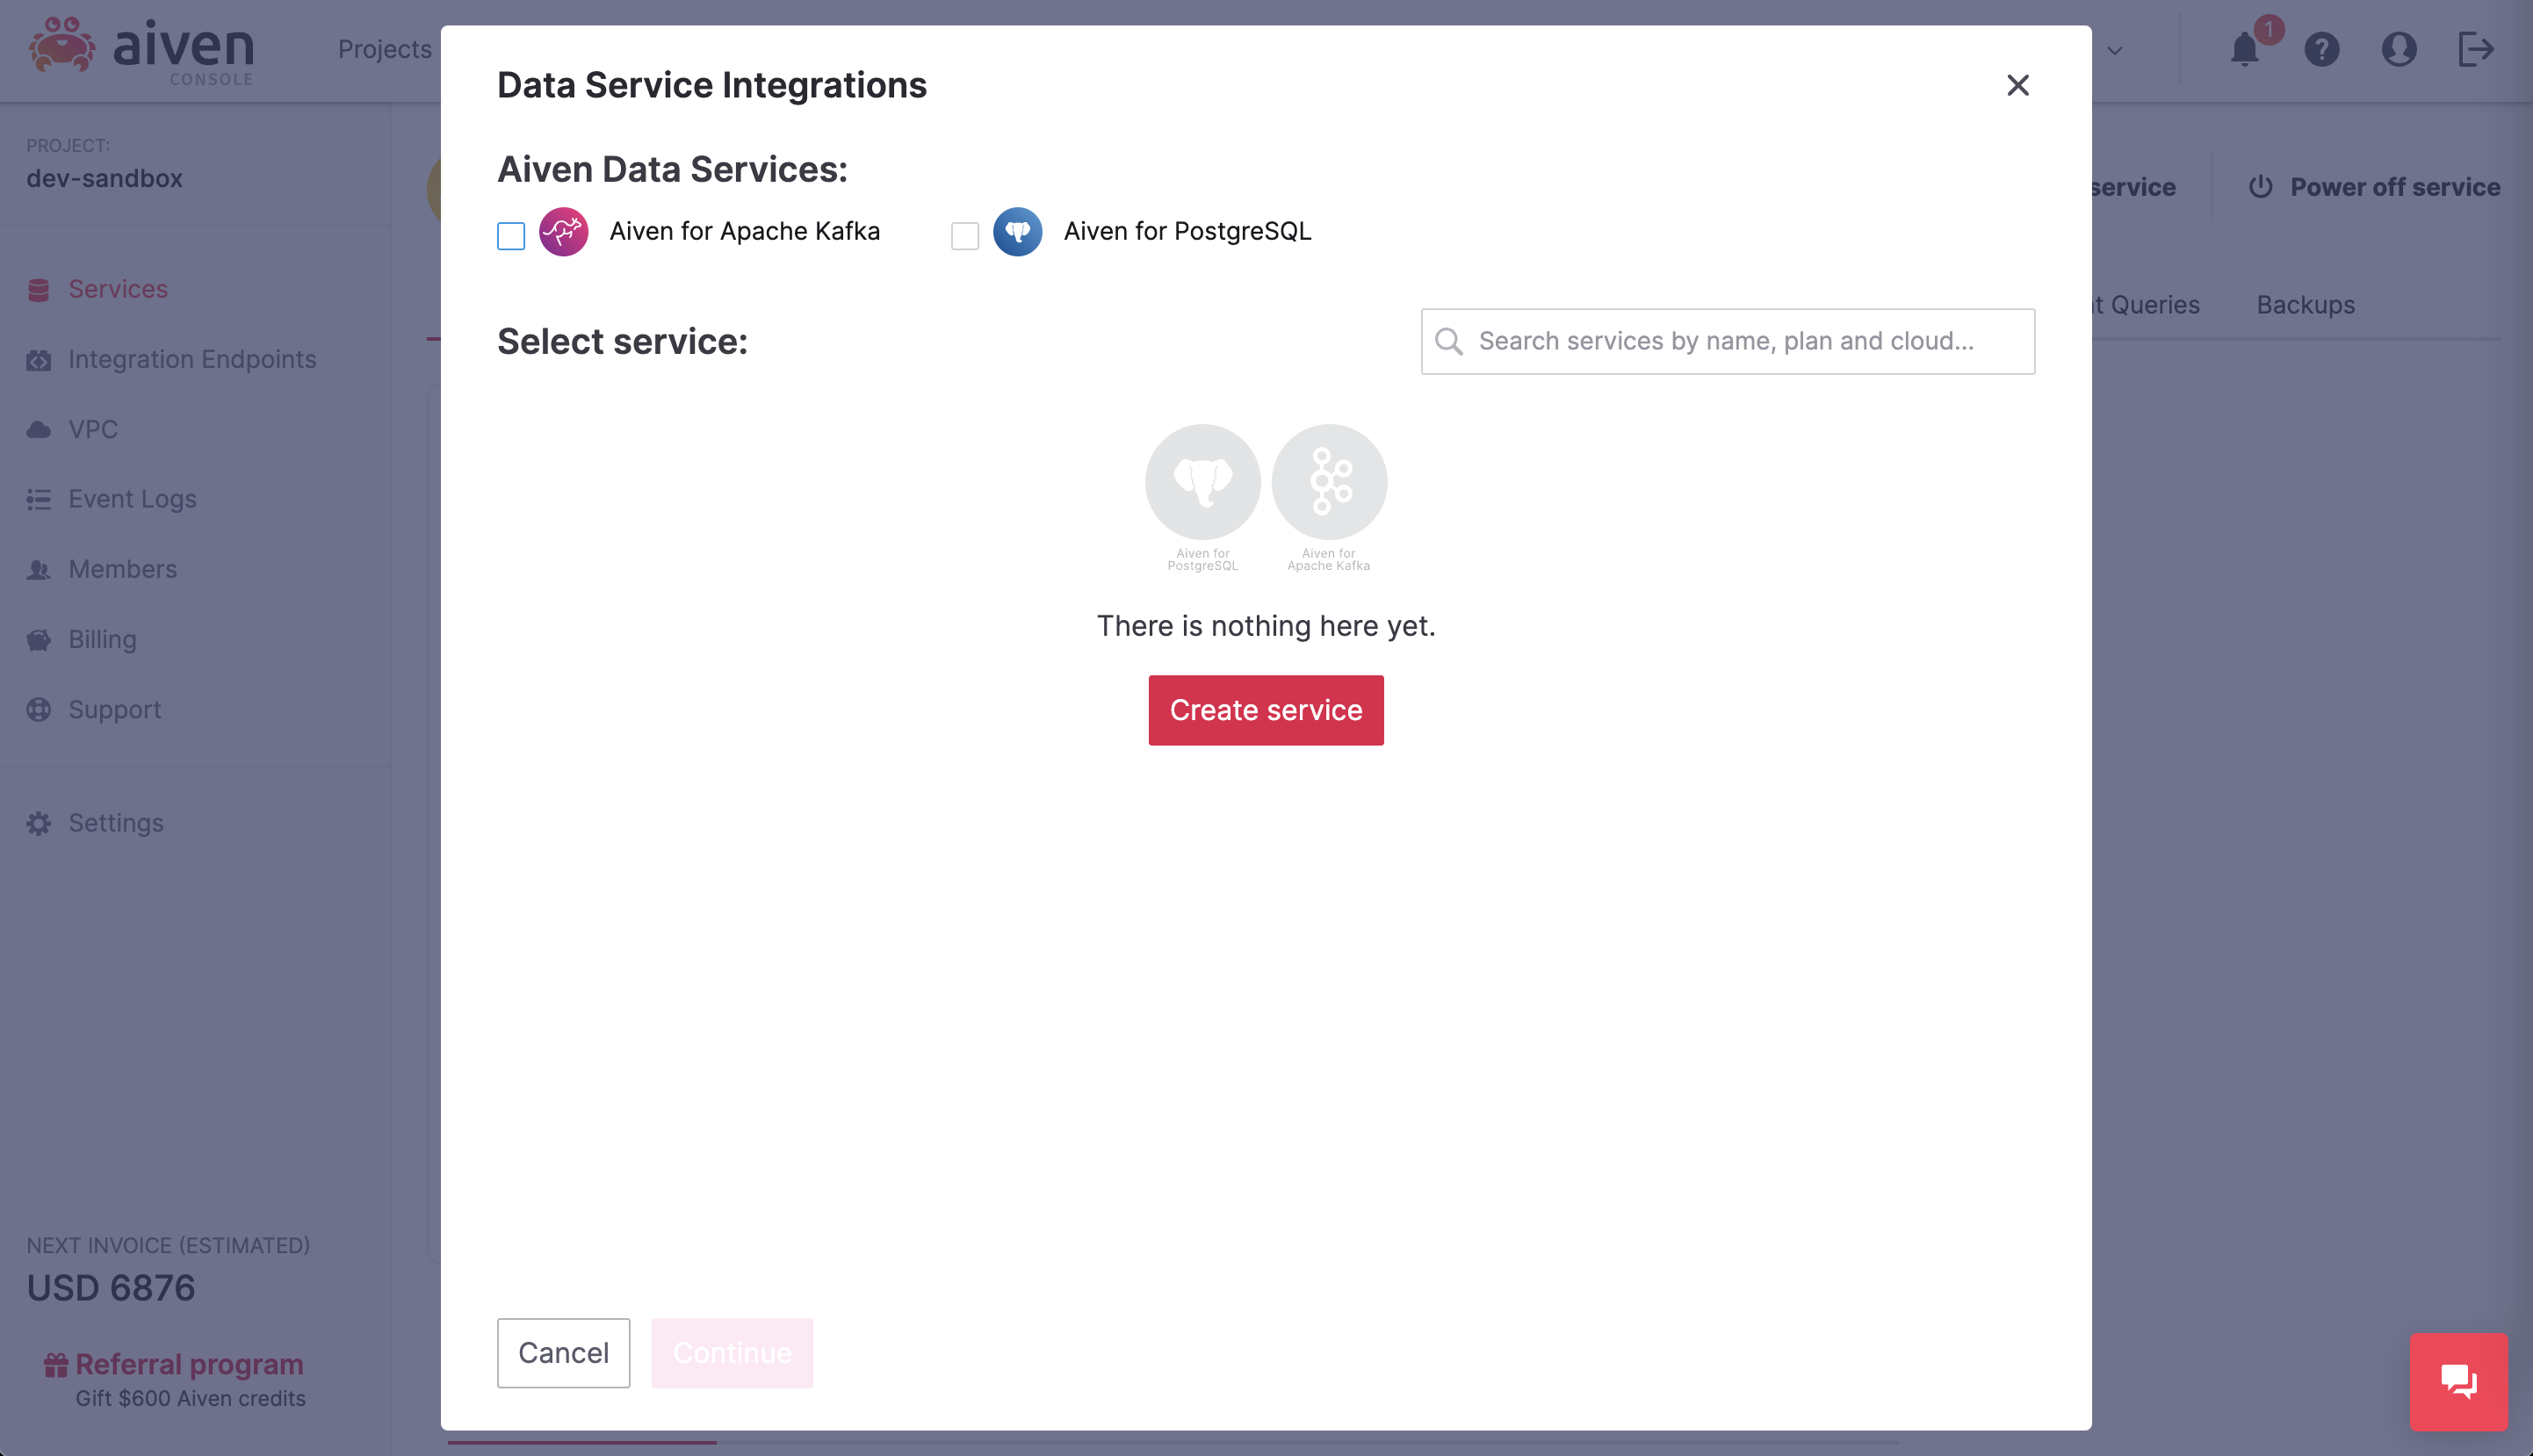 aiven
CONSOLE
Projects
1
PROJECT:
dev-sandbox
Services
Integration Endpoints
VPC
Event Logs
Members
Billing
Support
Settings
NEXT INVOICE (ESTIMATED)
USD 6876
Referral program
Gift $600 Aiven credits
Data Service Integrations
Aiven Data Services:
Aiven for Apache Kafka
Aiven for PostgreSQL
Select service:
Search services by name, plan and cloud...
Aiven for
PostgreSQL
Aiven for
Apache Kafka
There is nothing here yet.
Create service
Cancel
Continue
service
Power off service
Queries
Backups